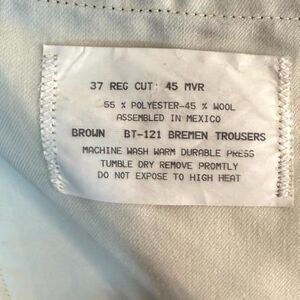 37 REG CUT: 45 MVR
55 % POLYESTER-45 % WOOL
ASSEMBLED IN MEXICO
BROWN BT-121 BREMEN TROUSERS
MACHINE WASH WARM DURABLE PRESS
TUMBLE DRY REMOVE PROMTLY
DO NOT EXPOSE TO HIGH HEAT